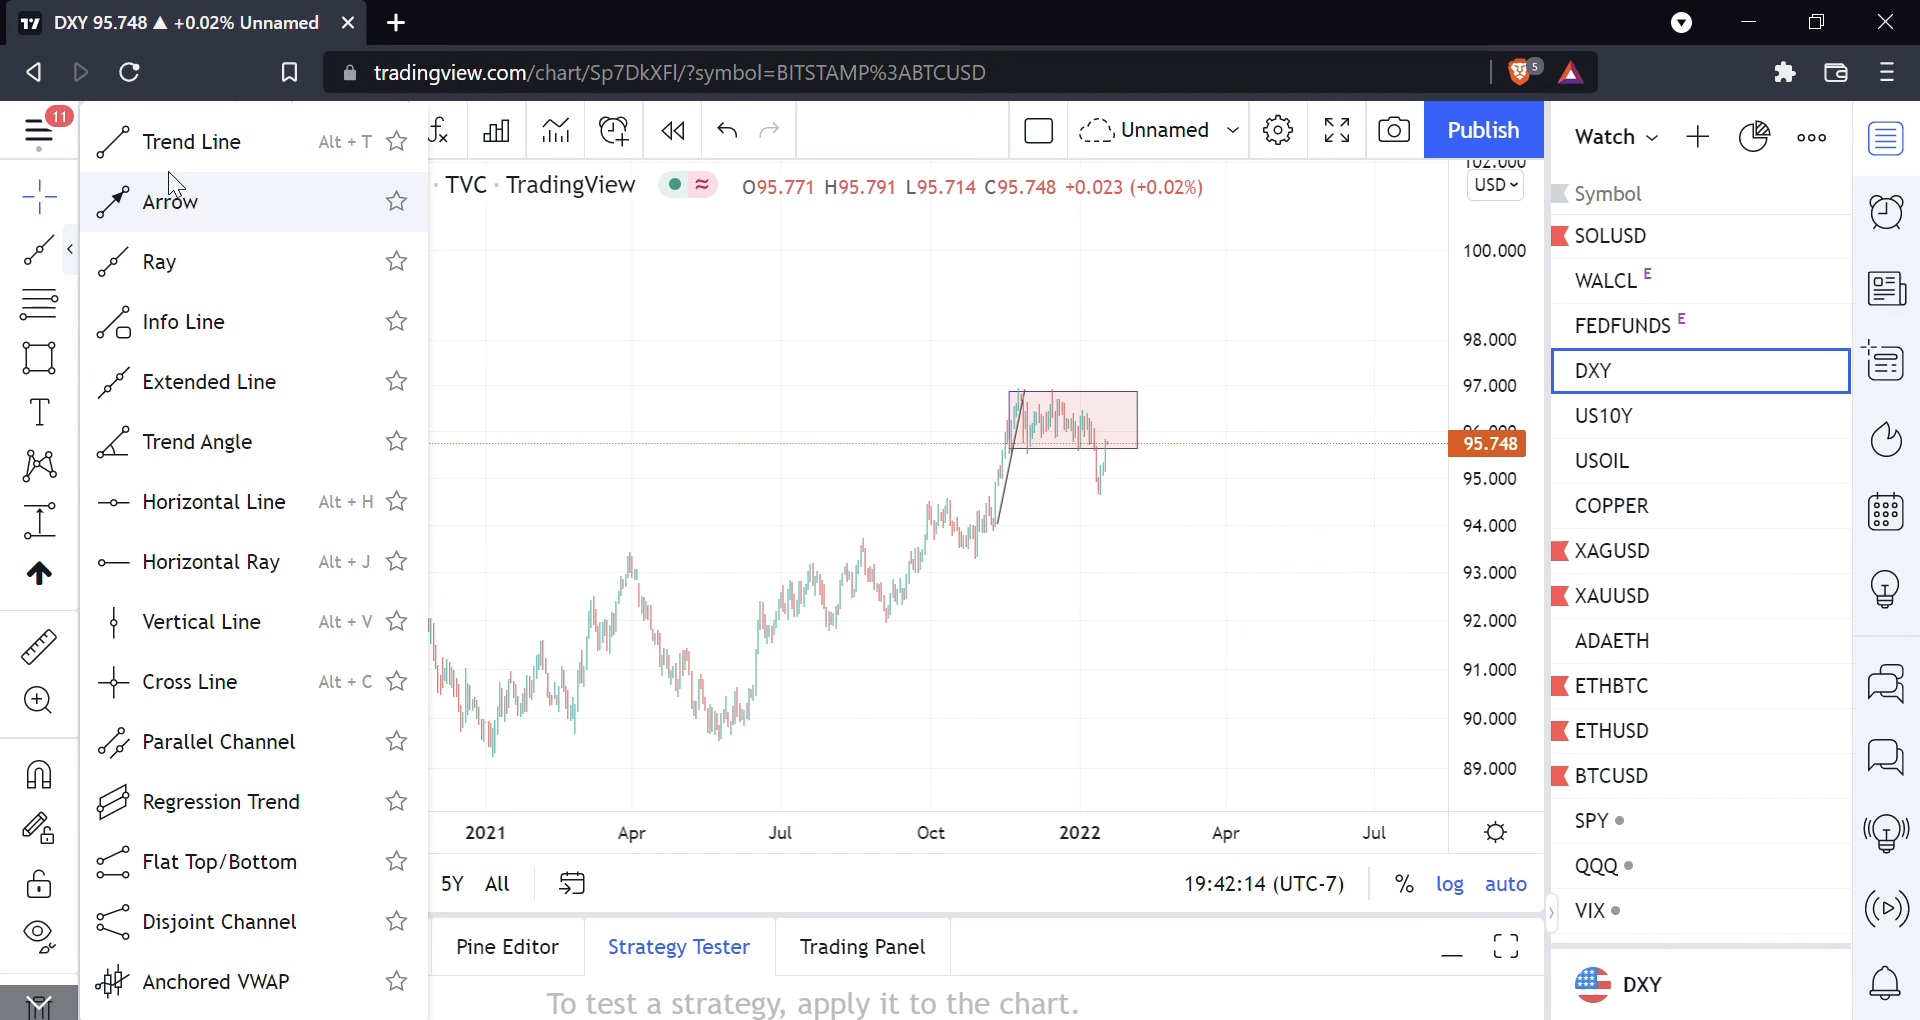 DXY 95.748 ▲ +0.02% Unnamed
tradingview.com/chart/Sp7DkXFl/?symbol=BITSTAMP%3ABTCUSD
5
11
Trend Line Alt + T
Arrow
Ray
Info Line
Extended Line
Trend Angle
Horizontal Line Alt + H
Horizontal Ray Alt + J
Vertical Line Alt + V
Cross Line Alt + C
Parallel Channel
Regression Trend
Flat Top/Bottom
Disjoint Channel
Anchored VWAP
Unnamed
Publish
· TVC · TradingView O95.771 H95.791 L95.714 C95.748 +0.023 (+0.02%)
102.000
USD
100.000
98.000
97.000
96.000
95.748
95.000
94.000
93.000
92.000
91.000
90.000
89.000
2021 Apr Jul Oct 2022 Apr Jul
5Y All 19:42:14 (UTC-7) % log auto
Pine Editor Strategy Tester Trading Panel
To test a strategy, apply it to the chart.
Watch
Symbol
SOLUSD
WALCL E
FEDFUNDS E
DXY
US10Y
USOIL
COPPER
XAGUSD
XAUUSD
ADAETH
ETHBTC
ETHUSD
BTCUSD
SPY
QQQ
VIX
DXY